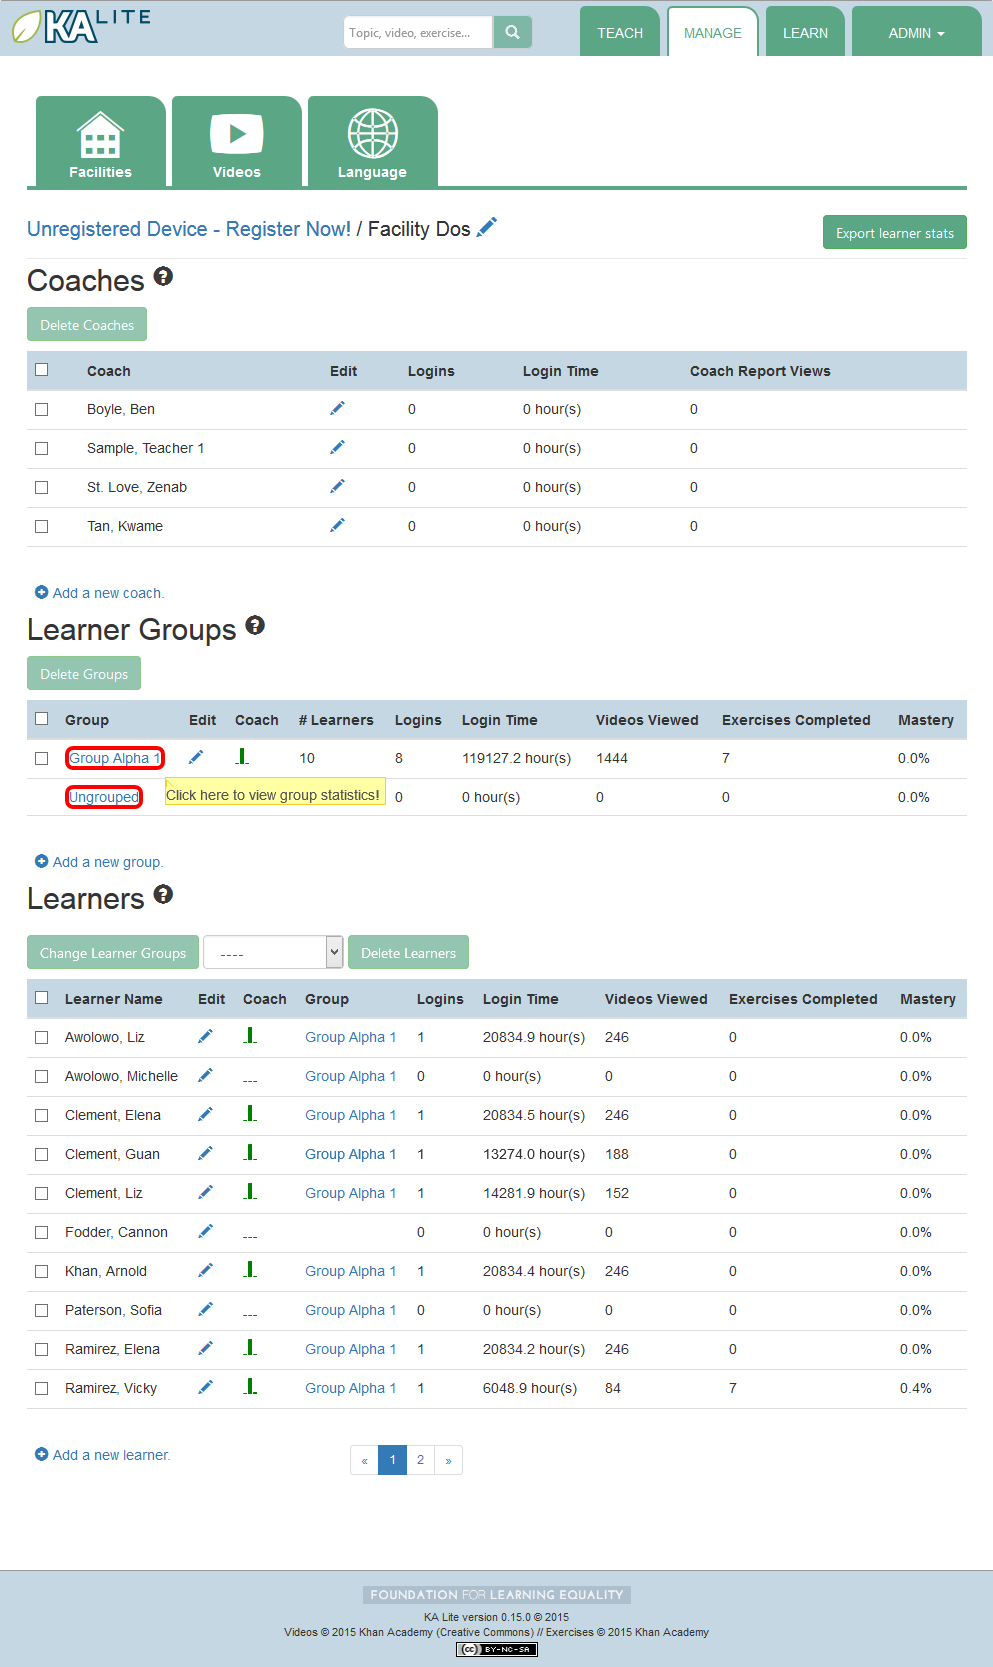 KA LITE
Topic, video, exercise...
TEACH MANAGE LEARN ADMIN
Facilities Videos Language
Unregistered Device - Register Now! / Facility Dos
Export learner stats
Coaches ?
Delete Coaches
Coach Edit Logins Login Time Coach Report Views
Boyle, Ben 0 0 hour(s) 0
Sample, Teacher 1 0 0 hour(s) 0
St. Love, Zenab 0 0 hour(s) 0
Tan, Kwame 0 0 hour(s) 0
Add a new coach.
Learner Groups ?
Delete Groups
Group Edit Coach # Learners Logins Login Time Videos Viewed Exercises Completed Mastery
Group Alpha 1 10 8 119127.2 hour(s) 1444 7 0.0%
Ungrouped Click here to view group statistics! 0 0 hour(s) 0 0 0.0%
Add a new group.
Learners ?
Change Learner Groups ---- Delete Learners
Learner Name Edit Coach Group Logins Login Time Videos Viewed Exercises Completed Mastery
Awolowo, Liz Group Alpha 1 1 20834.9 hour(s) 246 0 0.0%
Awolowo, Michelle --- Group Alpha 1 0 0 hour(s) 0 0 0.0%
Clement, Elena Group Alpha 1 1 20834.5 hour(s) 246 0 0.0%
Clement, Guan Group Alpha 1 1 13274.0 hour(s) 188 0 0.0%
Clement, Liz Group Alpha 1 1 14281.9 hour(s) 152 0 0.0%
Fodder, Cannon --- 0 0 hour(s) 0 0 0.0%
Khan, Arnold Group Alpha 1 1 20834.4 hour(s) 246 0 0.0%
Paterson, Sofia --- Group Alpha 1 0 0 hour(s) 0 0 0.0%
Ramirez, Elena Group Alpha 1 1 20834.2 hour(s) 246 0 0.0%
Ramirez, Vicky Group Alpha 1 1 6048.9 hour(s) 84 7 0.4%
Add a new learner.
« 1 2 »
FOUNDATION FOR LEARNING EQUALITY
KA Lite version 0.15.0 © 2015
Videos © 2015 Khan Academy (Creative Commons) // Exercises © 2015 Khan Academy
cc BY-NC-SA